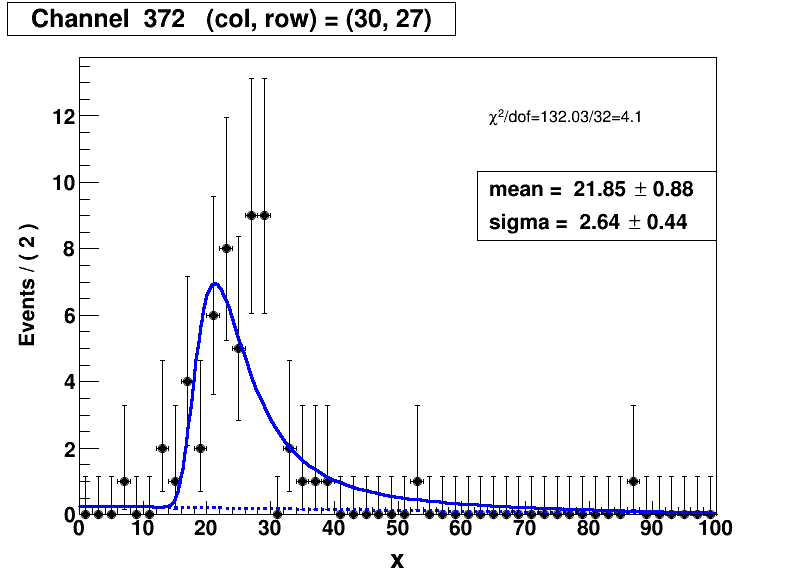 Channel 372 (col, row) = (30, 27)
χ²/dof=132.03/32=4.1
mean = 21.85 ± 0.88
sigma = 2.64 ± 0.44
Events / ( 2 )
12
10
8
6
4
2
0
0 10 20 30 40 50 60 70 80 90 100
x